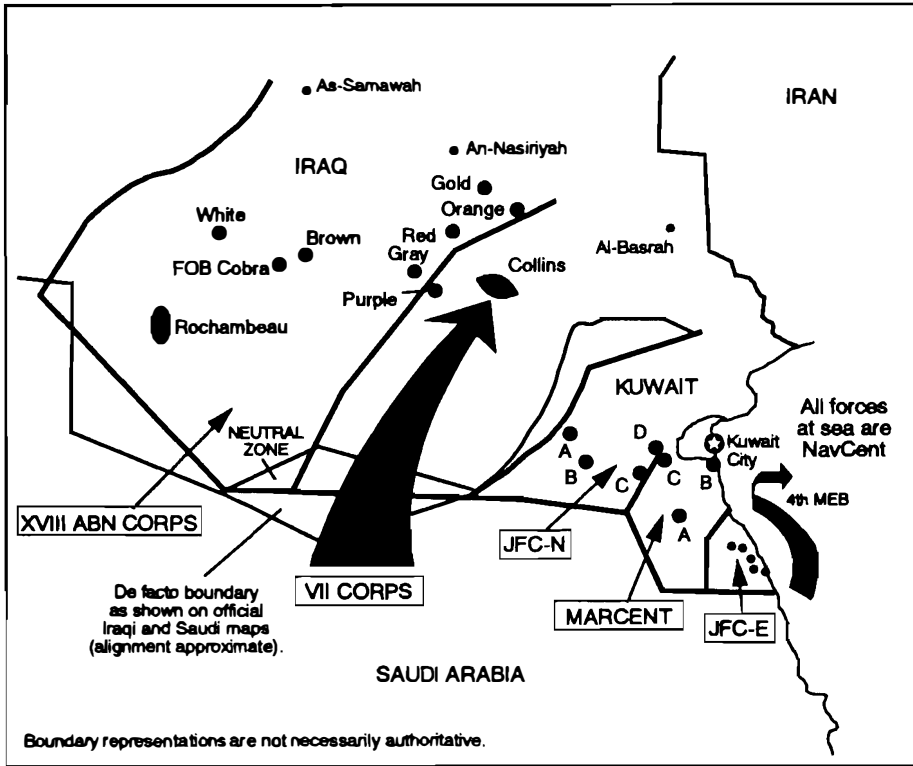 As-Samawah
IRAN
An-Nasiriyah
IRAQ
Gold
Orange
White
Brown
Red
Al-Basrah
FOB Cobra
Gray
Collins
Purple
Rochambeau
KUWAIT
All forces
at sea are
NavCent
NEUTRAL
ZONE
D
Kuwait
City
A
B
C
C
B
4th MEB
XVIII ABN CORPS
JFC-N
A
De facto boundary
as shown on official
Iraqi and Saudi maps
(alignment approximate).
VII CORPS
MARCENT
JFC-E
SAUDI ARABIA
Boundary representations are not necessarily authoritative.